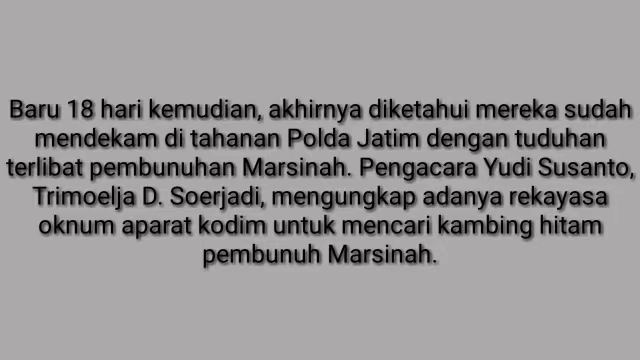 Baru 18 hari kemudian, akhirnya diketahui mereka sudah
mendekam di tahanan Polda Jatim dengan tuduhan
terlibat pembunuhan Marsinah. Pengacara Yudi Susanto,
Trimoelja D. Soerjadi, mengungkap adanya rekayasa
oknum aparat kodim untuk mencari kambing hitam
pembunuh Marsinah.